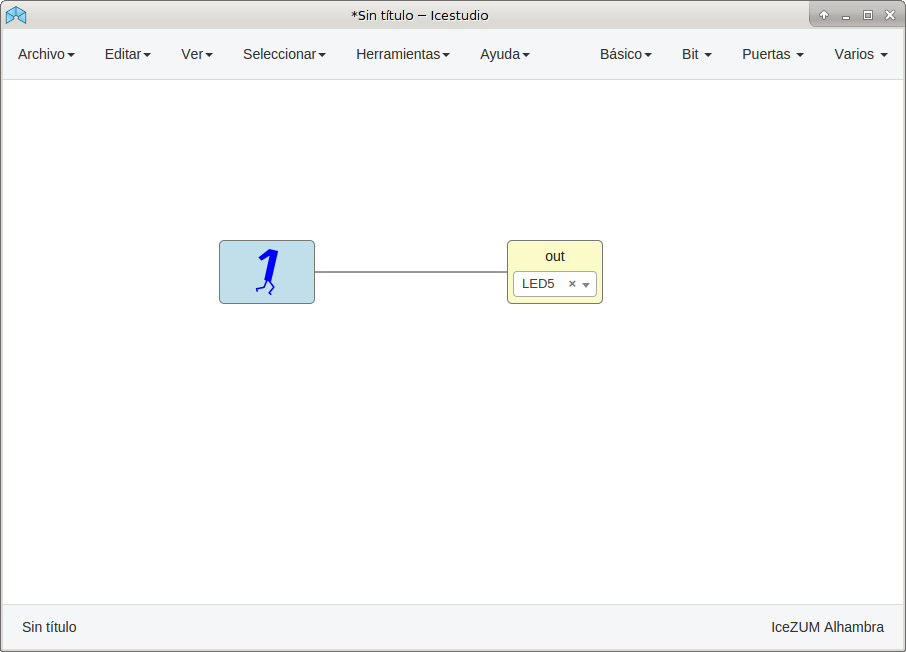 *Sin título – Icestudio
Archivo Editar Ver Seleccionar Herramientas Ayuda Básico Bit Puertas Varios
1
out
LED5 ×
Sin título IceZUM Alhambra